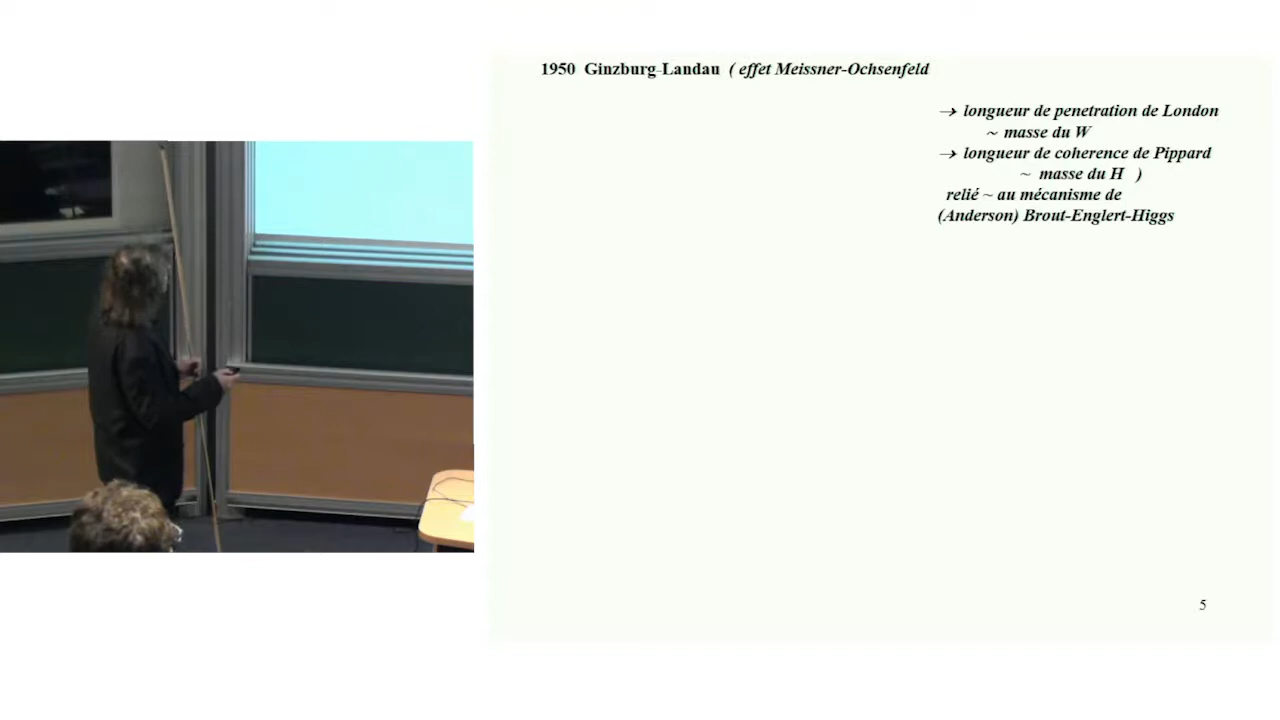 1950 Ginzburg-Landau ( effet Meissner-Ochsenfeld
→ longueur de penetration de London
~ masse du W
→ longueur de coherence de Pippard
~ masse du H )
relié ~ au mécanisme de
(Anderson) Brout-Englert-Higgs
5